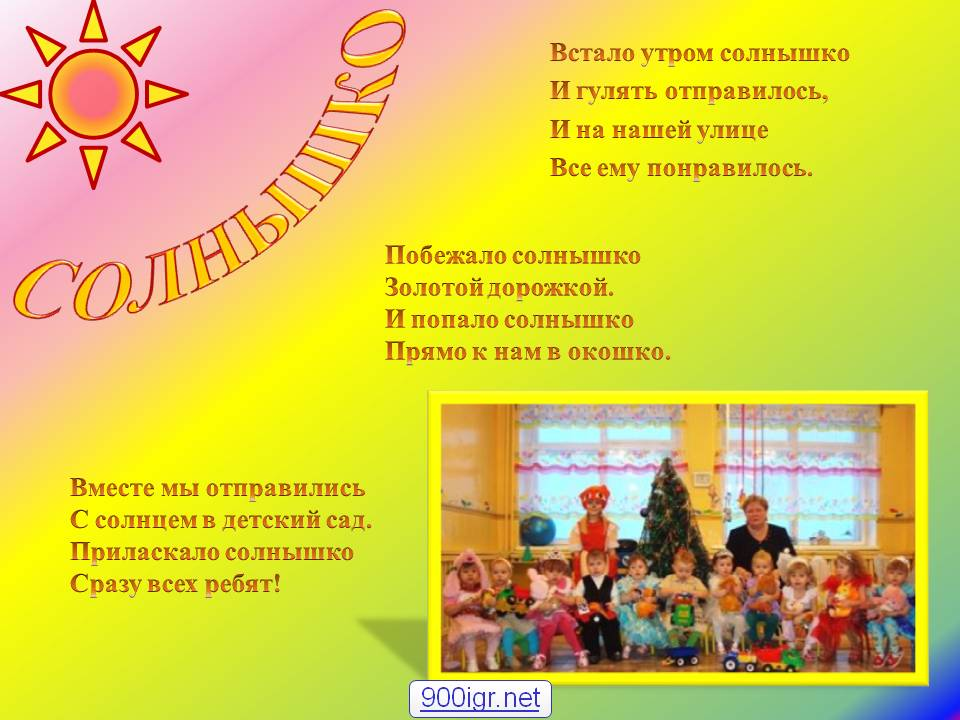 СОЛНЫШКО
Встало утром солнышко
И гулять отправилось,
И на нашей улице
Все ему понравилось.
Побежало солнышко
Золотой дорожкой.
И попало солнышко
Прямо к нам в окошко.
Вместе мы отправились
С солнцем в детский сад.
Приласкало солнышко
Сразу всех ребят!
900igr.net